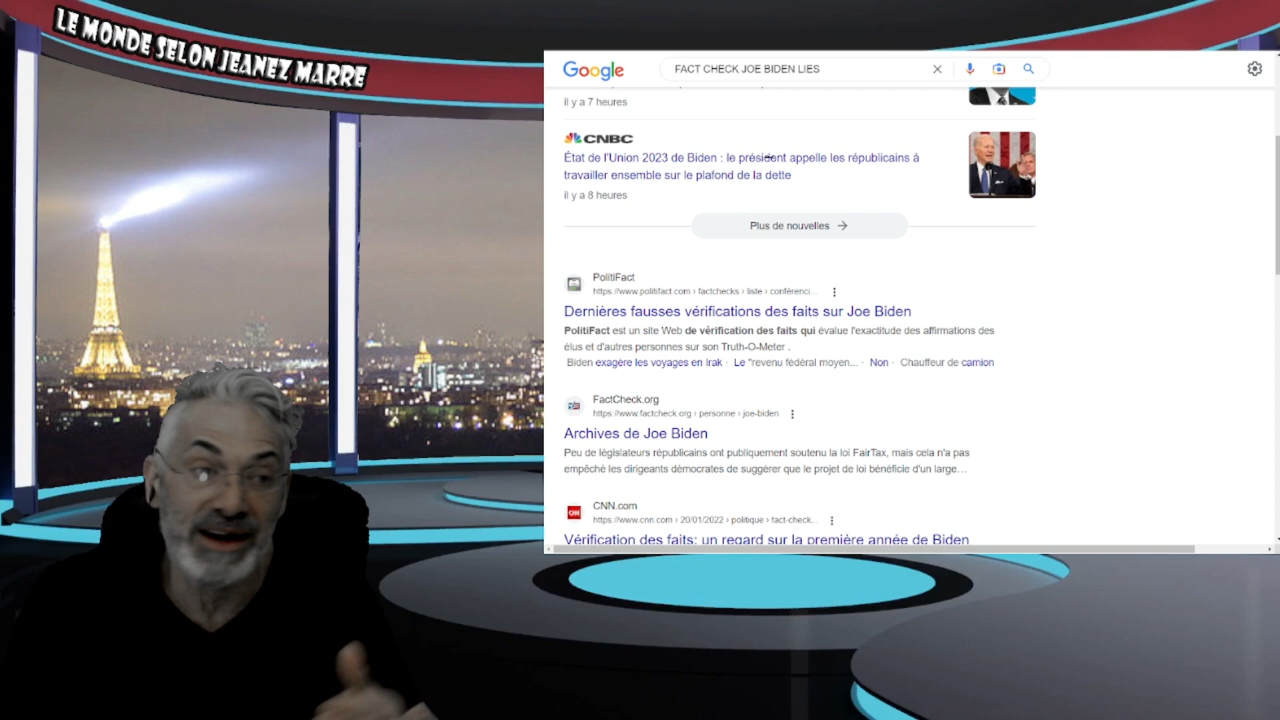 LE MONDE SELON JEANEZ MARRE
Google
FACT CHECK JOE BIDEN LIES
il y a 7 heures
CNBC
État de l'Union 2023 de Biden : le président appelle les républicains à
travailler ensemble sur le plafond de la dette
il y a 8 heures
Plus de nouvelles →
PolitiFact
https://www.politifact.com › factchecks › liste › conférenci...
Dernières fausses vérifications des faits sur Joe Biden
PolitiFact est un site Web de vérification des faits qui évalue l'exactitude des affirmations des
élus et d'autres personnes sur son Truth-O-Meter .
Biden exagère les voyages en Irak · Le "revenu fédéral moyen... · Non · Chauffeur de camion
FactCheck.org
https://www.factcheck.org › personne › joe-biden
Archives de Joe Biden
Peu de législateurs républicains ont publiquement soutenu la loi FairTax, mais cela n'a pas
empêché les dirigeants démocrates de suggérer que le projet de loi bénéficie d'un large...
CNN
CNN.com
https://www.cnn.com › 20/01/2022 › politique › fact-check...
Vérification des faits: un regard sur la première année de Biden